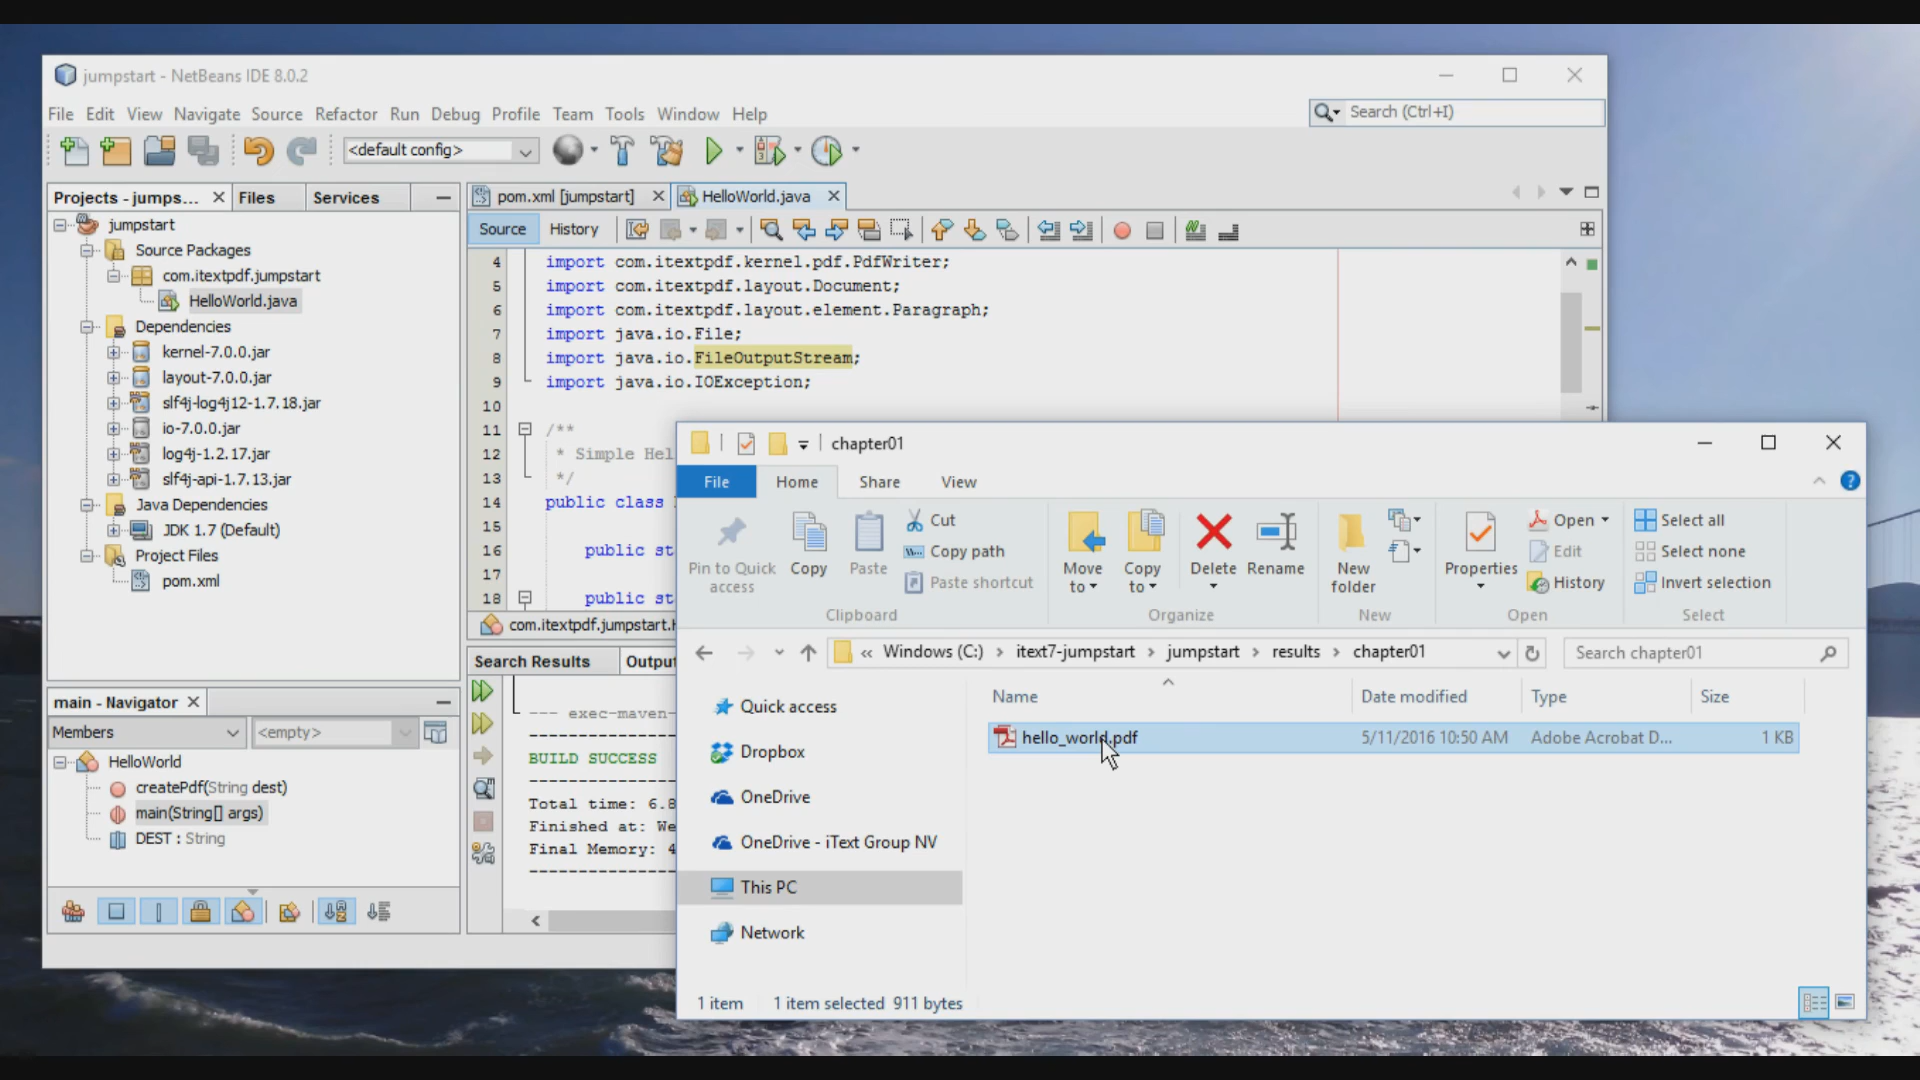 jumpstart - NetBeans IDE 8.0.2
File Edit View Navigate Source Refactor Run Debug Profile Team Tools Window Help
Search (Ctrl+I)
<default config>
Projects - jumps...
Files
Services
jumpstart
Source Packages
com.itextpdf.jumpstart
HelloWorld.java
Dependencies
kernel-7.0.0.jar
layout-7.0.0.jar
slf4j-log4j12-1.7.18.jar
io-7.0.0.jar
log4j-1.2.17.jar
slf4j-api-1.7.13.jar
Java Dependencies
JDK 1.7 (Default)
Project Files
pom.xml
main - Navigator
Members
<empty>
HelloWorld
createPdf(String dest)
main(String[] args)
DEST : String
pom.xml [jumpstart]
HelloWorld.java
Source
History
4 import com.itextpdf.kernel.pdf.PdfWriter;
5 import com.itextpdf.layout.Document;
6 import com.itextpdf.layout.element.Paragraph;
7 import java.io.File;
8 import java.io.FileOutputStream;
9 import java.io.IOException;
10
11 /**
12 * Simple Hel
13 */
14 public class
15
16 public st
17
18 public st
com.itextpdf.jumpstart.
Search Results
Output
--- exec-maven-
BUILD SUCCESS
Total time: 6.8
Finished at: We
Final Memory: 4
chapter01
File
Home
Share
View
Pin to Quick access
Copy
Paste
Cut
Copy path
Paste shortcut
Clipboard
Move to
Copy to
Delete
Rename
Organize
New folder
New
Properties
Open
Edit
History
Open
Select all
Select none
Invert selection
Select
« Windows (C:) > itext7-jumpstart > jumpstart > results > chapter01
Search chapter01
Quick access
Dropbox
OneDrive
OneDrive - iText Group NV
This PC
Network
Name Date modified Type Size
hello_world.pdf 5/11/2016 10:50 AM Adobe Acrobat D... 1 KB
1 item 1 item selected 911 bytes